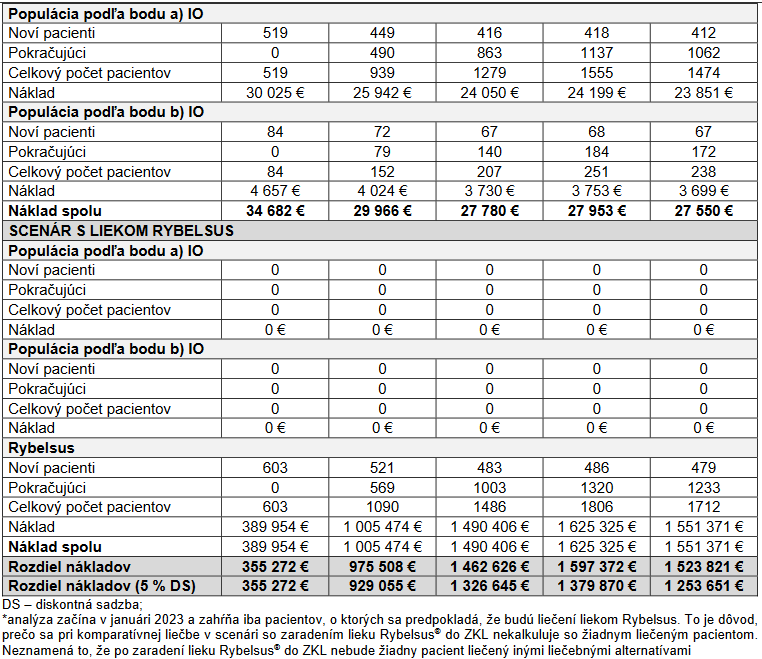 Populácia podľa bodu a) IO
Noví pacienti 519 449 416 418 412
Pokračujúci 0 490 863 1137 1062
Celkový počet pacientov 519 939 1279 1555 1474
Náklad 30 025 € 25 942 € 24 050 € 24 199 € 23 851 €
Populácia podľa bodu b) IO
Noví pacienti 84 72 67 68 67
Pokračujúci 0 79 140 184 172
Celkový počet pacientov 84 152 207 251 238
Náklad 4 657 € 4 024 € 3 730 € 3 753 € 3 699 €
Náklad spolu 34 682 € 29 966 € 27 780 € 27 953 € 27 550 €
SCENÁR S LIEKOM RYBELSUS
Populácia podľa bodu a) IO
Noví pacienti 0 0 0 0 0
Pokračujúci 0 0 0 0 0
Celkový počet pacientov 0 0 0 0 0
Náklad 0 € 0 € 0 € 0 € 0 €
Populácia podľa bodu b) IO
Noví pacienti 0 0 0 0 0
Pokračujúci 0 0 0 0 0
Celkový počet pacientov 0 0 0 0 0
Náklad 0 € 0 € 0 € 0 € 0 €
Rybelsus
Noví pacienti 603 521 483 486 479
Pokračujúci 0 569 1003 1320 1233
Celkový počet pacientov 603 1090 1486 1806 1712
Náklad 389 954 € 1 005 474 € 1 490 406 € 1 625 325 € 1 551 371 €
Náklad spolu 389 954 € 1 005 474 € 1 490 406 € 1 625 325 € 1 551 371 €
Rozdiel nákladov 355 272 € 975 508 € 1 462 626 € 1 597 372 € 1 523 821 €
Rozdiel nákladov (5 % DS) 355 272 € 929 055 € 1 326 645 € 1 379 870 € 1 253 651 €
DS – diskontná sadzba;
*analýza začína v januári 2023 a zahŕňa iba pacientov, o ktorých sa predpokladá, že budú liečení liekom Rybelsus. To je dôvod,
prečo sa pri komparatívnej liečbe v scenári so zaradením lieku Rybelsus® do ZKL nekalkuluje so žiadnym liečeným pacientom.
Neznamená to, že po zaradení lieku Rybelsus® do ZKL nebude žiadny pacient liečený inými liečebnými alternatívami